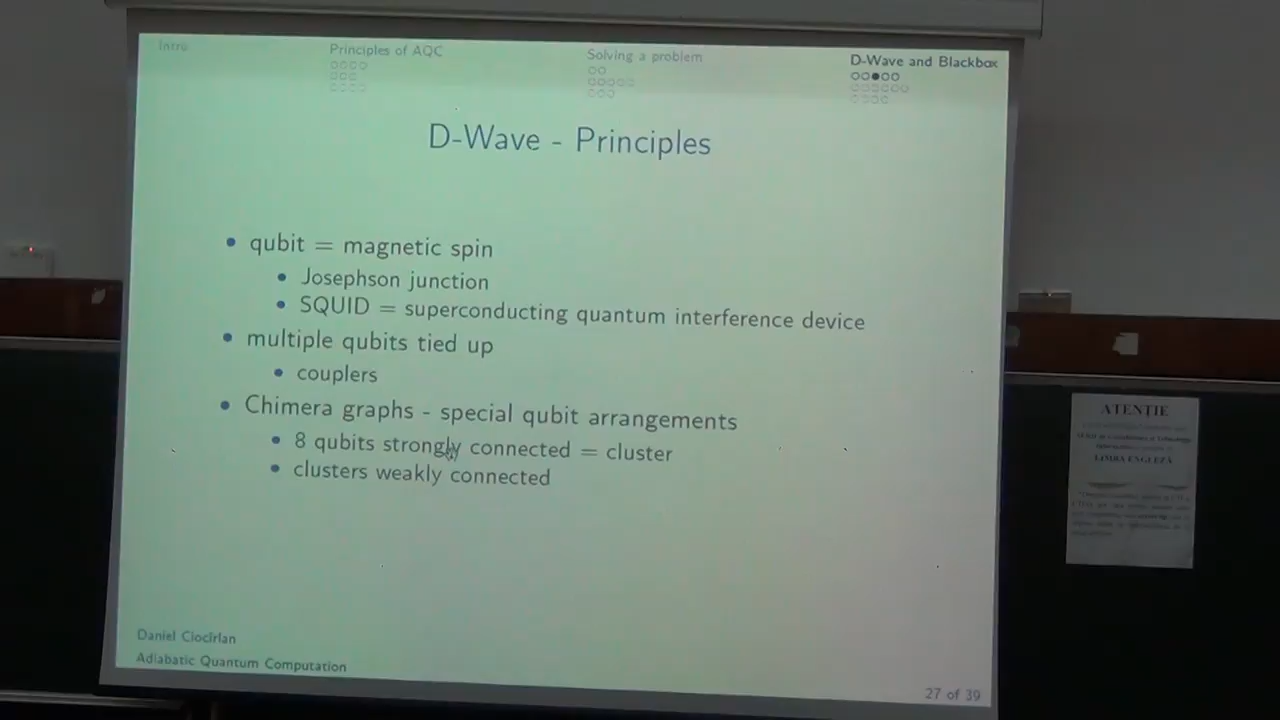 Intro
Principles of AQC
Solving a problem
D-Wave and Blackbox
D-Wave - Principles
qubit = magnetic spin
Josephson junction
SQUID = superconducting quantum interference device
multiple qubits tied up
couplers
Chimera graphs - special qubit arrangements
8 qubits strongly connected = cluster
clusters weakly connected
Daniel Ciocîrlan
Adiabatic Quantum Computation
27 of 39
ATENȚIE
LIMBA ENGLEZĂ